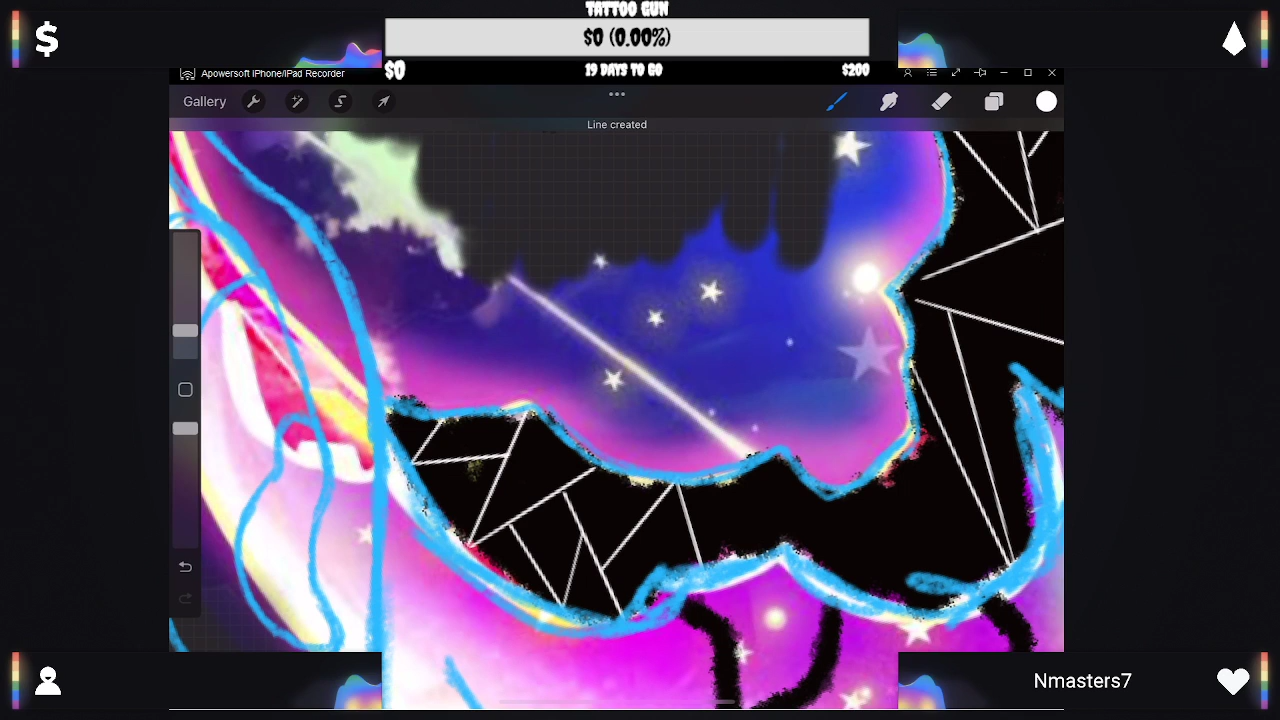 TATTOO GUN
$0 (0.00%)
$0 19 DAYS TO GO $200
Apowersoft iPhone/iPad Recorder
Gallery
Line created
Nmasters7